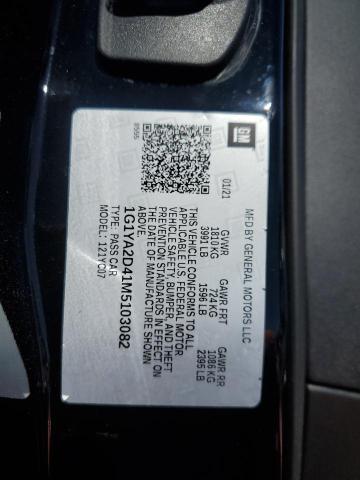 GM
MFD BY GENERAL MOTORS LLC
01/21
GVWR GAWR FRT GAWR RR
1810 KG 724 KG 1086 KG
3991 LB 1596 LB 2395 LB
THIS VEHICLE CONFORMS TO ALL
APPLICABLE U.S. FEDERAL MOTOR
VEHICLE SAFETY, BUMPER, AND THEFT
PREVENTION STANDARDS IN EFFECT ON
THE DATE OF MANUFACTURE SHOWN
ABOVE.
1G1YA2D41M5103082
TYPE: PASS CAR
MODEL: 121YC07